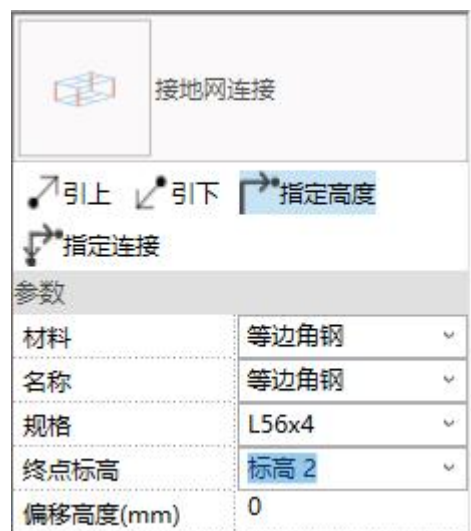 接地网连接
引上 引下 指定高度
指定连接
参数
材料 等边角钢
名称 等边角钢
规格 L56x4
终点标高 标高 2
偏移高度(mm) 0